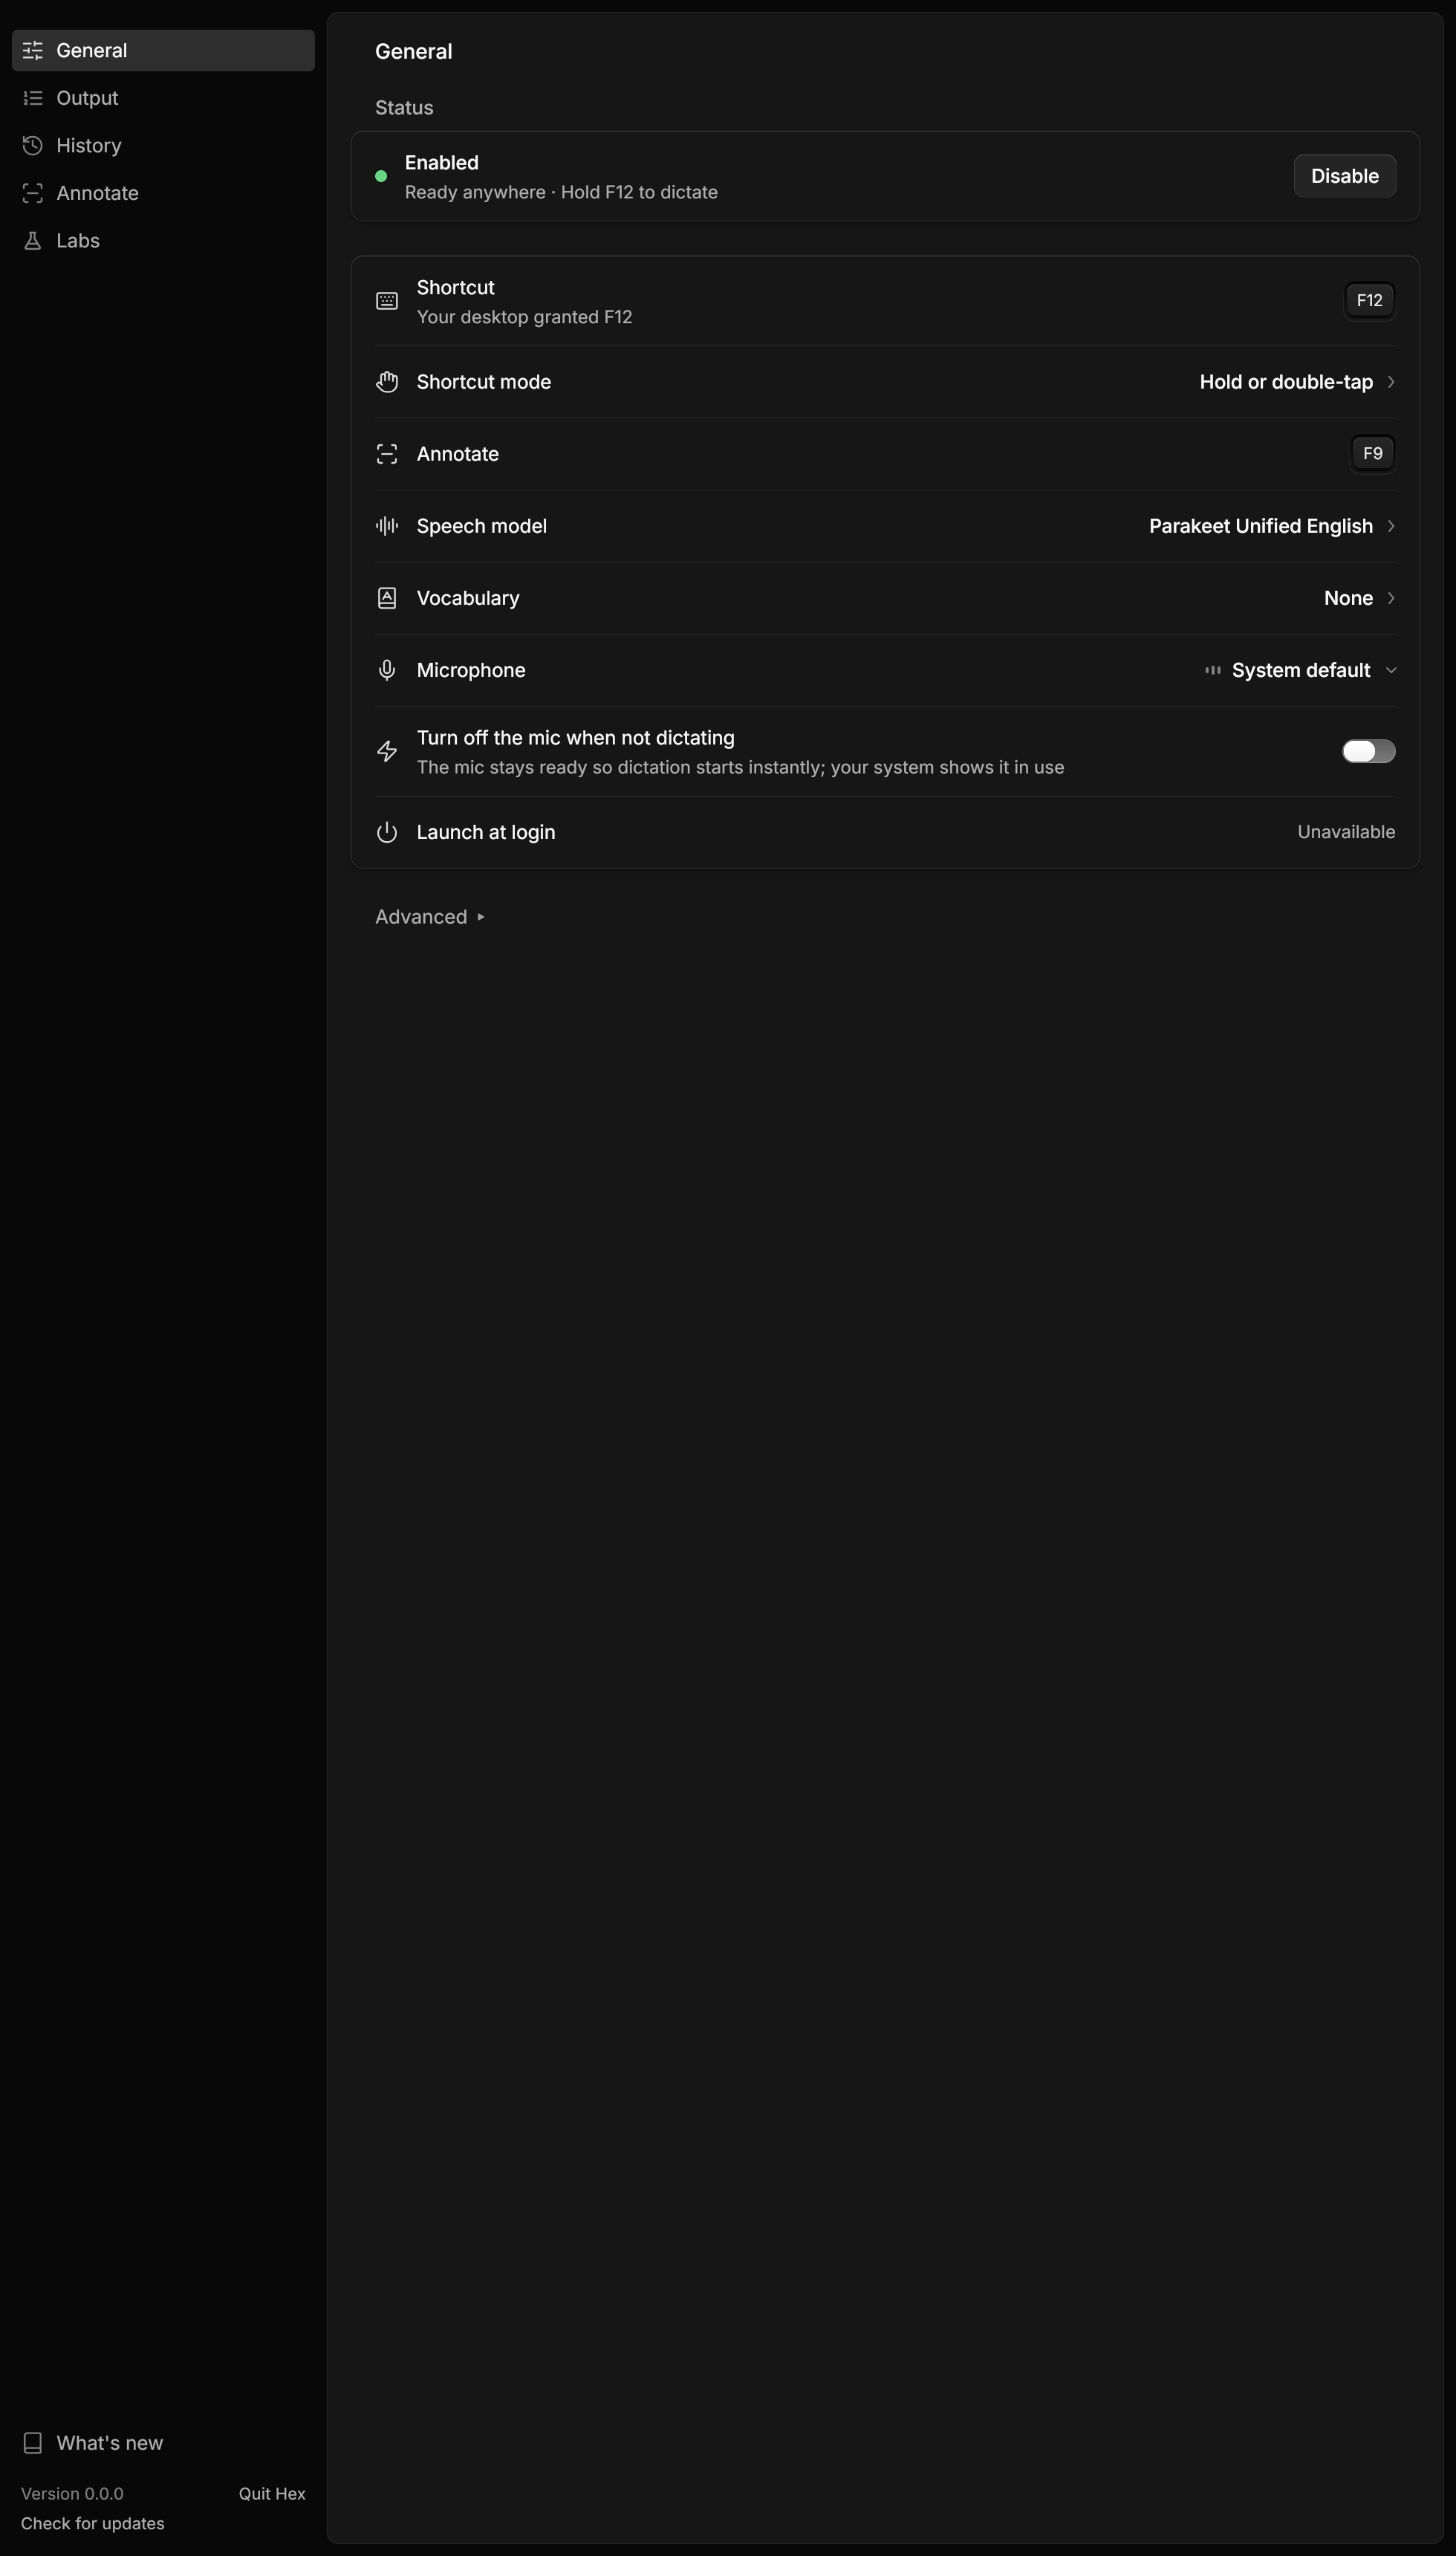 General
Output
History
Annotate
Labs
General
Status
Enabled
Ready anywhere · Hold F12 to dictate
Disable
Shortcut
Your desktop granted F12
F12
Shortcut mode
Hold or double-tap
Annotate
F9
Speech model
Parakeet Unified English
Vocabulary
None
Microphone
System default
Turn off the mic when not dictating
The mic stays ready so dictation starts instantly; your system shows it in use
Launch at login
Unavailable
Advanced
What's new
Version 0.0.0
Quit Hex
Check for updates